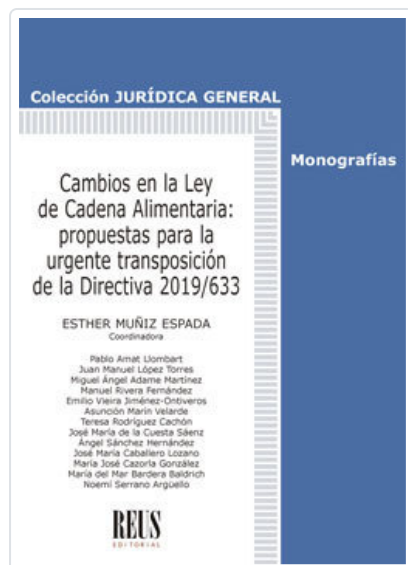 Colección JURÍDICA GENERAL
Monografías
Cambios en la Ley
de Cadena Alimentaria:
propuestas para la
urgente transposición
de la Directiva 2019/633
ESTHER MUÑIZ ESPADA
Coordinadora
Pablo Amat Llombart
Juan Manuel López Torres
Miguel Ángel Adame Martínez
Manuel Rivera Fernández
Emilio Vieira Jiménez-Ontiveros
Asunción Marín Velarde
Teresa Rodríguez Cachón
José María de la Cuesta Sáenz
Ángel Sánchez Hernández
José María Caballero Lozano
María José Cazorla González
María del Mar Bardera Baldrich
Noemí Serrano Argüello
REUS
EDITORIAL